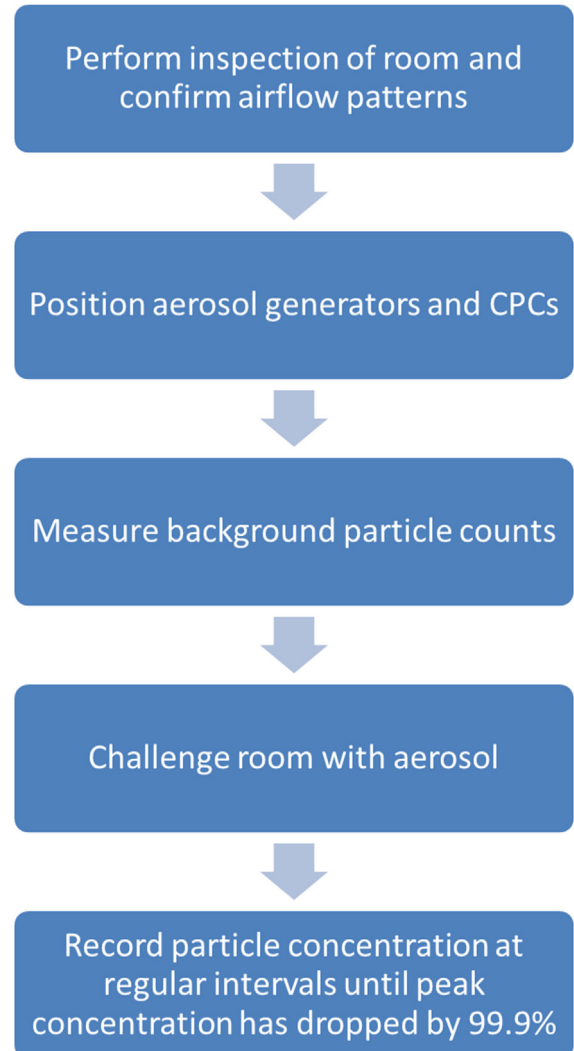 Perform inspection of room and
confirm airflow patterns
Position aerosol generators and CPCs
Measure background particle counts
Challenge room with aerosol
Record particle concentration at
regular intervals until peak
concentration has dropped by 99.9%